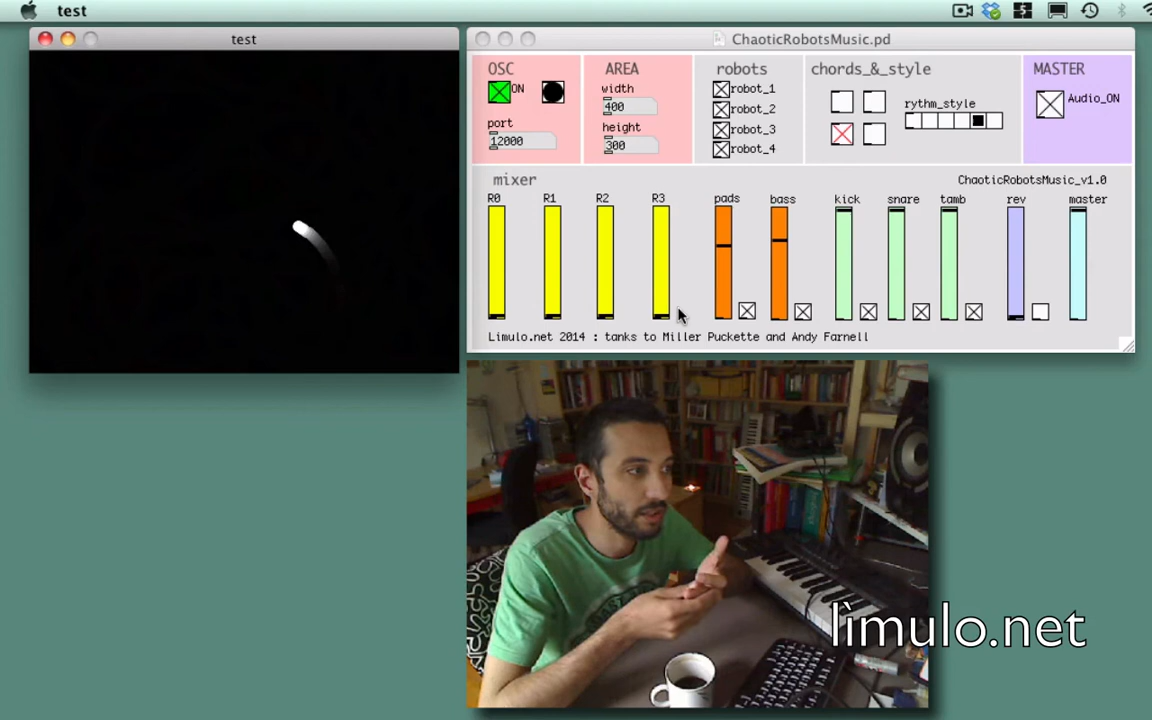 test
test
ChaoticRobotsMusic.pd
OSC
ON
port
12000
AREA
width
400
height
300
robots
robot_1
robot_2
robot_3
robot_4
chords_&_style
rythm_style
MASTER
Audio_ON
mixer
ChaoticRobotsMusic_v1.0
R0 R1 R2 R3 pads bass kick snare tamb rev master
Limulo.net 2014 : tanks to Miller Puckette and Andy Farnell
lìmulo.net